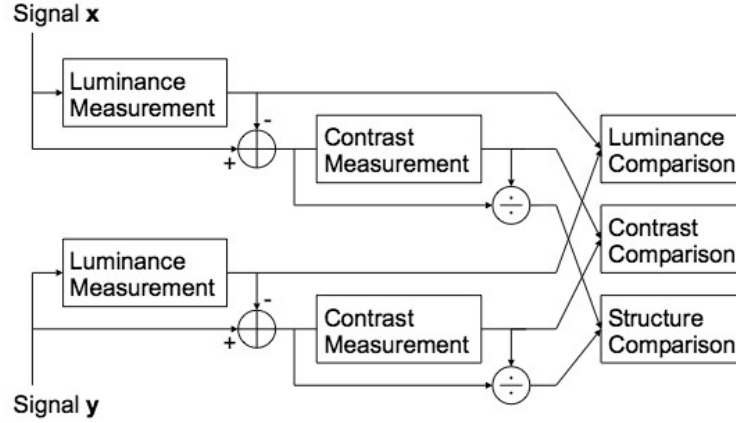 Signal x
Luminance
Measurement
-
+
Contrast
Measurement
÷
Luminance
Comparison
Contrast
Comparison
Luminance
Measurement
-
+
Contrast
Measurement
÷
Structure
Comparison
Signal y